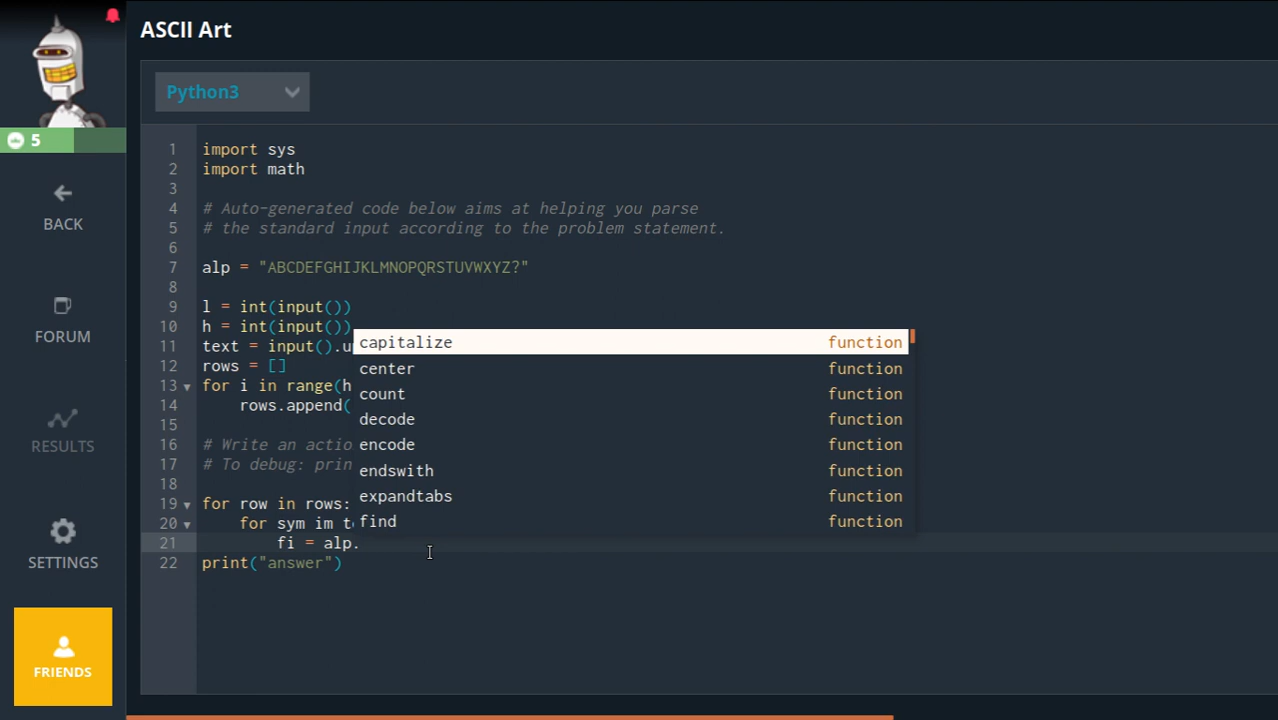 ASCII Art
Python3
5
BACK
FORUM
RESULTS
SETTINGS
FRIENDS
1 import sys
2 import math
3
4 # Auto-generated code below aims at helping you parse
5 # the standard input according to the problem statement.
6
7 alp = "ABCDEFGHIJKLMNOPQRSTUVWXYZ?"
8
9 l = int(input())
10 h = int(input())
11 text = input().u
12 rows = []
13 for i in range(h
14 rows.append(
15
16 # Write an actio
17 # To debug: prin
18
19 for row in rows:
20 for sym im t
21 fi = alp.
22 print("answer")
capitalize function
center function
count function
decode function
encode function
endswith function
expandtabs function
find function